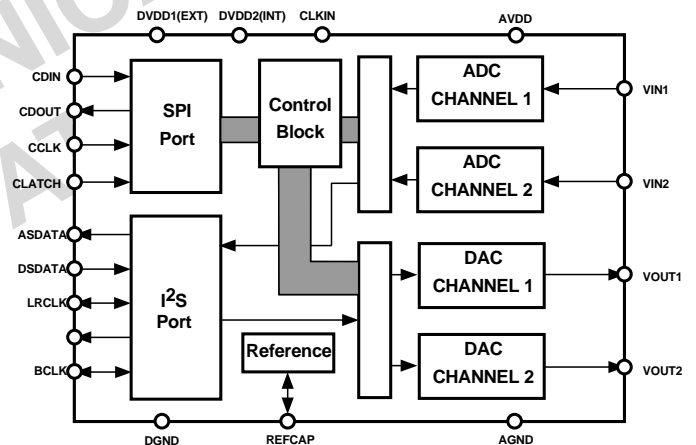 DVDD1(EXT) DVDD2(INT) CLKIN AVDD
CDIN
CDOUT
CCLK
CLATCH
ASDATA
DSDATA
LRCLK
BCLK
SPI
Port
Control
Block
ADC
CHANNEL 1
ADC
CHANNEL 2
VIN1
VIN2
I2S
Port
DAC
CHANNEL 1
DAC
CHANNEL 2
VOUT1
VOUT2
Reference
DGND REFCAP AGND